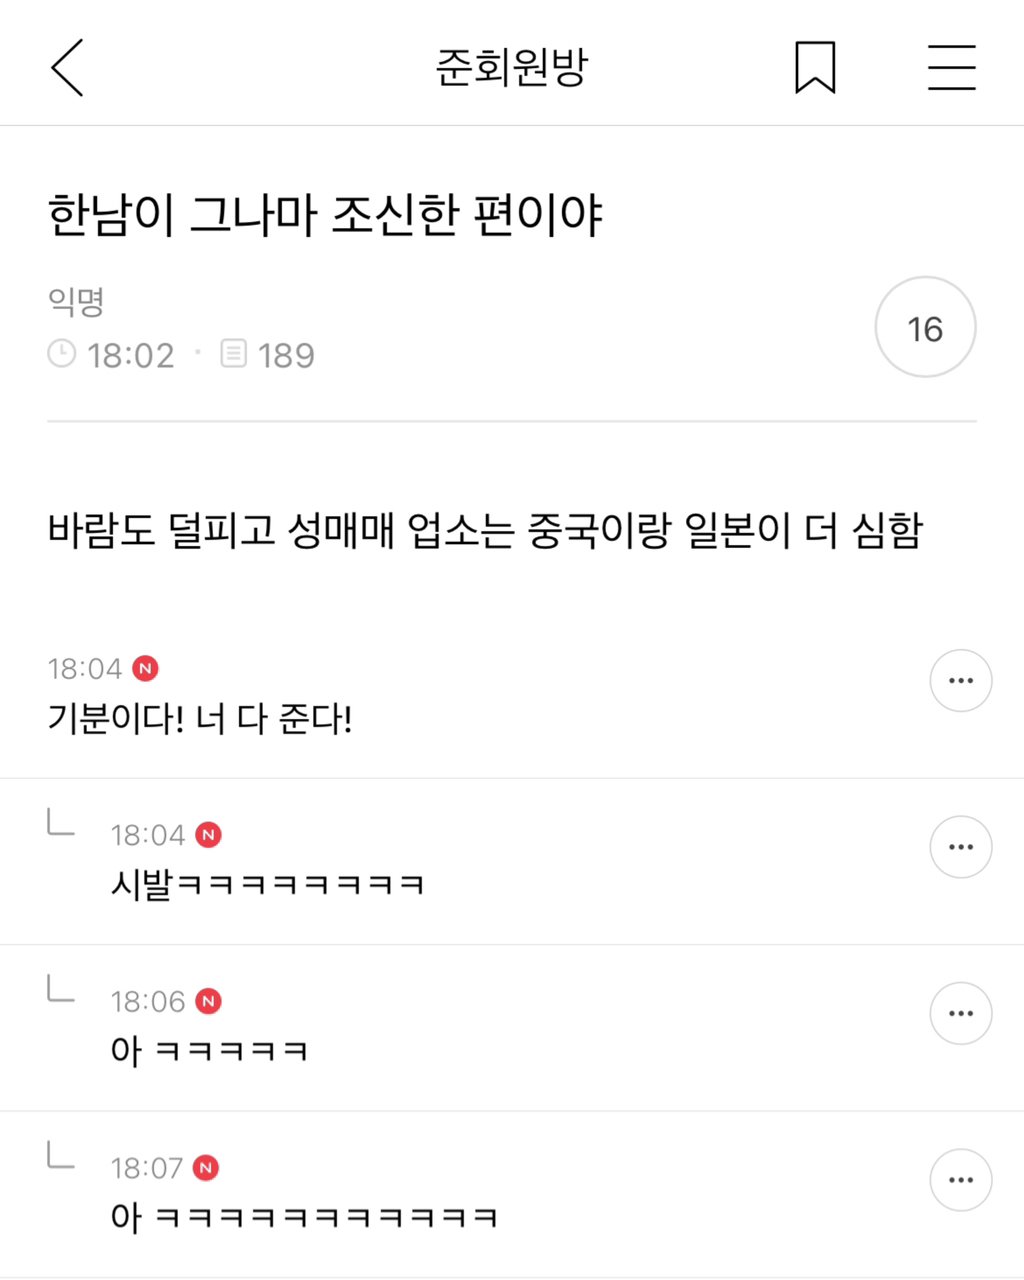 준회원방
한남이 그나마 조신한 편이야
익명
18:02 · 189
16
바람도 덜피고 성매매 업소는 중국이랑 일본이 더 심함
18:04 N
기분이다! 너 다 준다!
18:04 N
시발ㅋㅋㅋㅋㅋㅋㅋㅋ
18:06 N
아 ㅋㅋㅋㅋㅋ
18:07 N
아 ㅋㅋㅋㅋㅋㅋㅋㅋㅋㅋㅋ